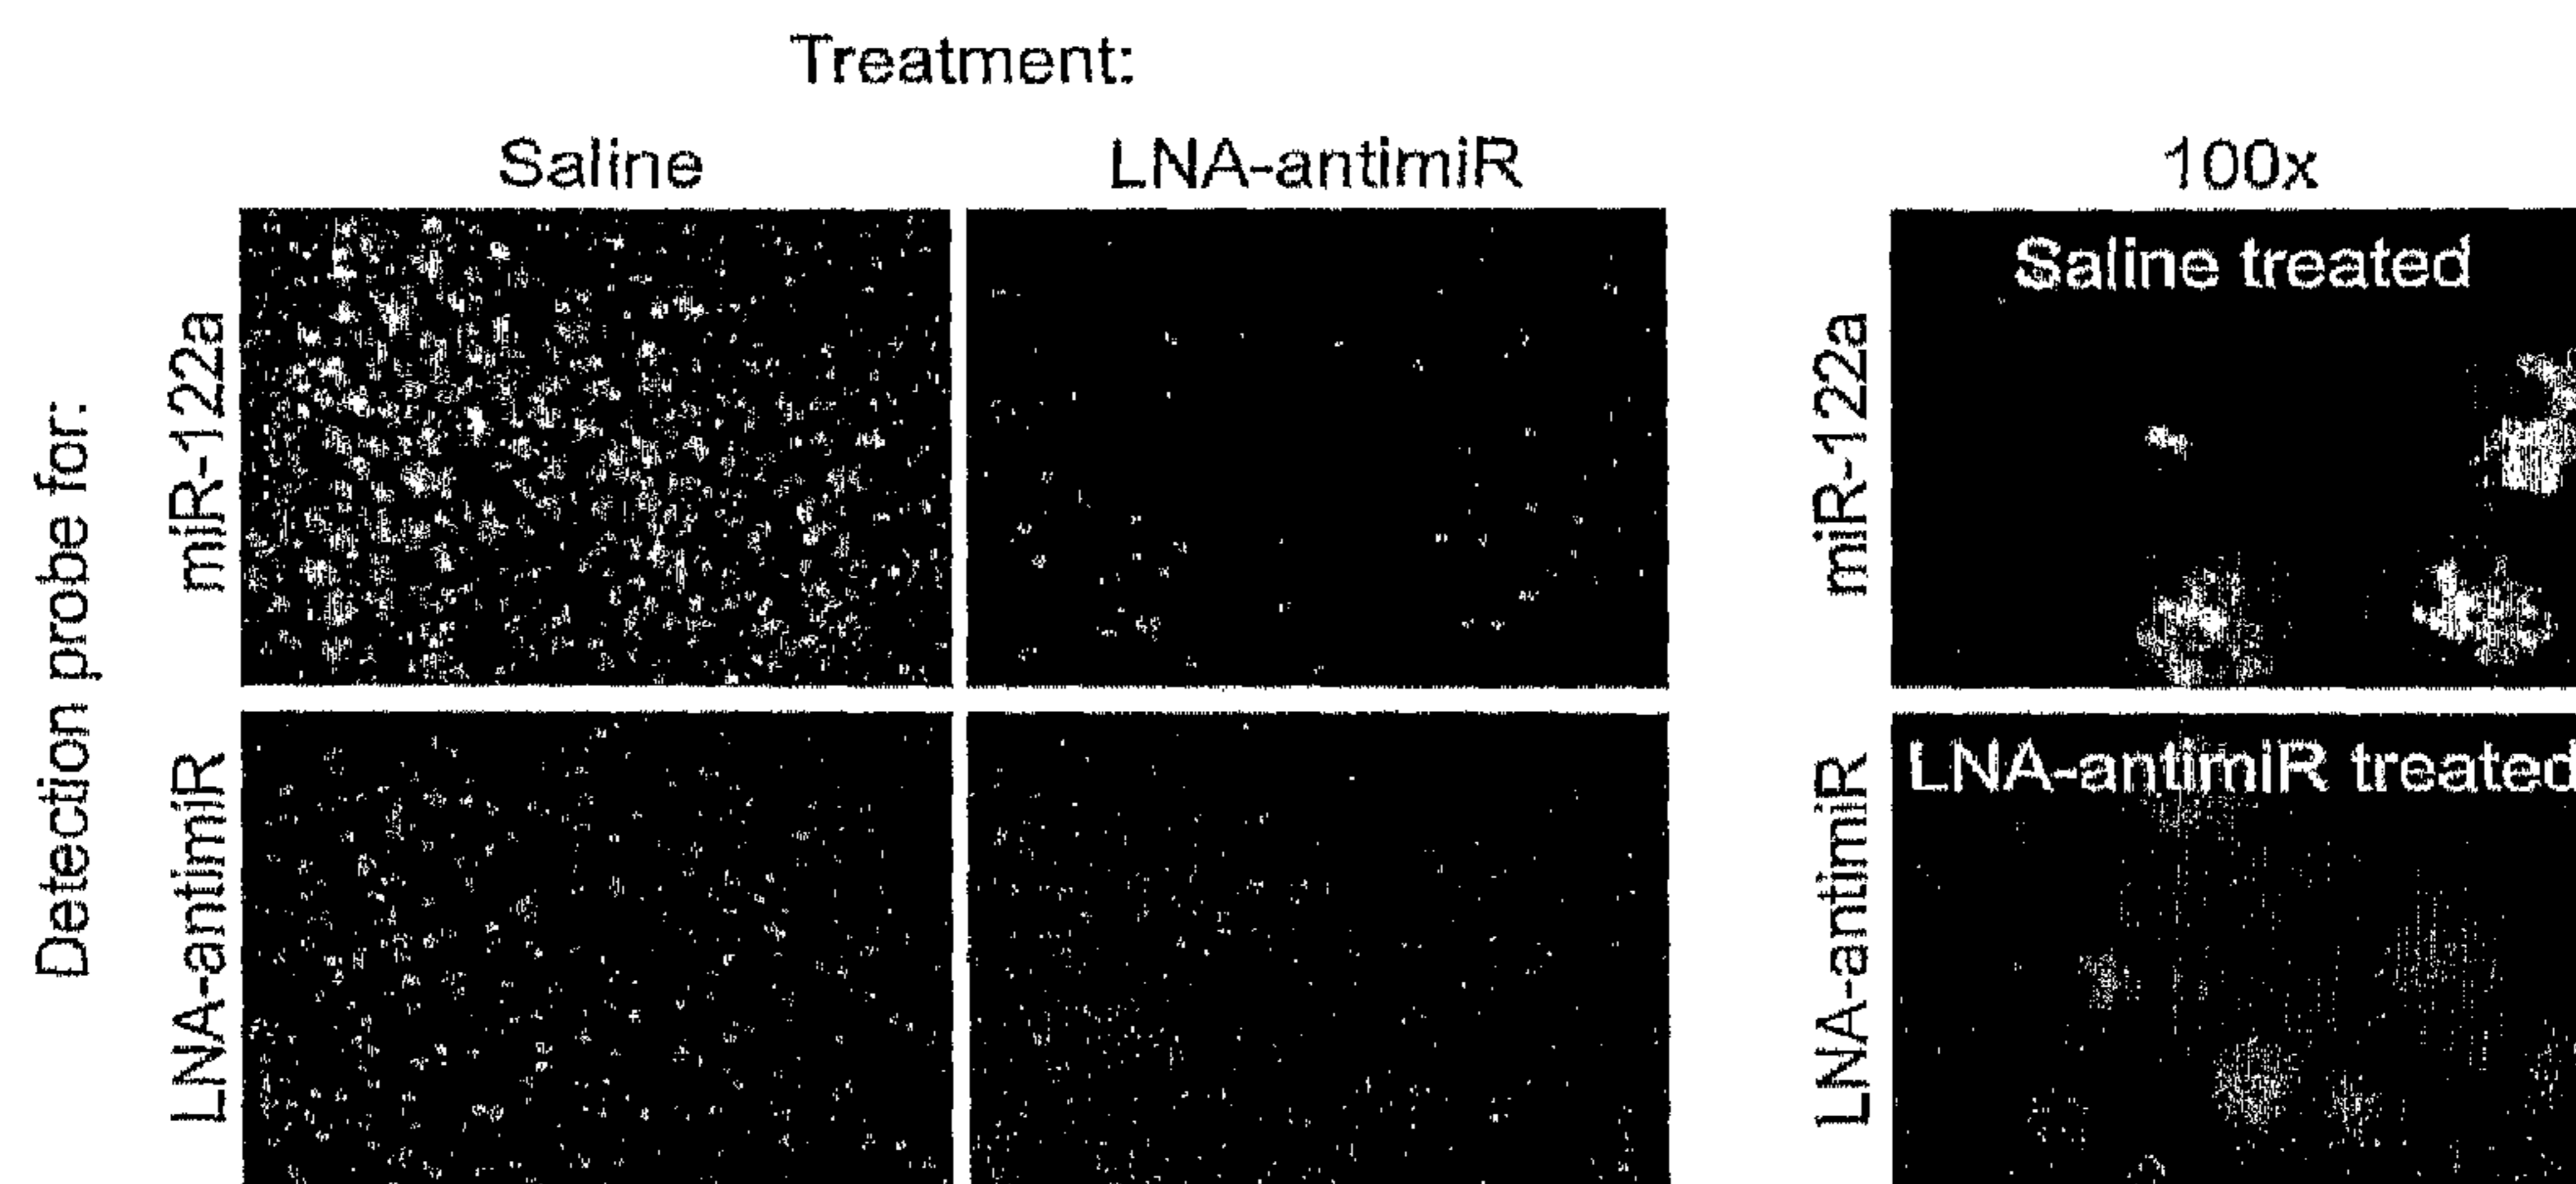 Treatment:
Saline
LNA-antimiR
100x
Detection probe for:
miR-122a
LNA-antimiR
miR-122a
Saline treated
LNA-antimiR
LNA-antimiR treated